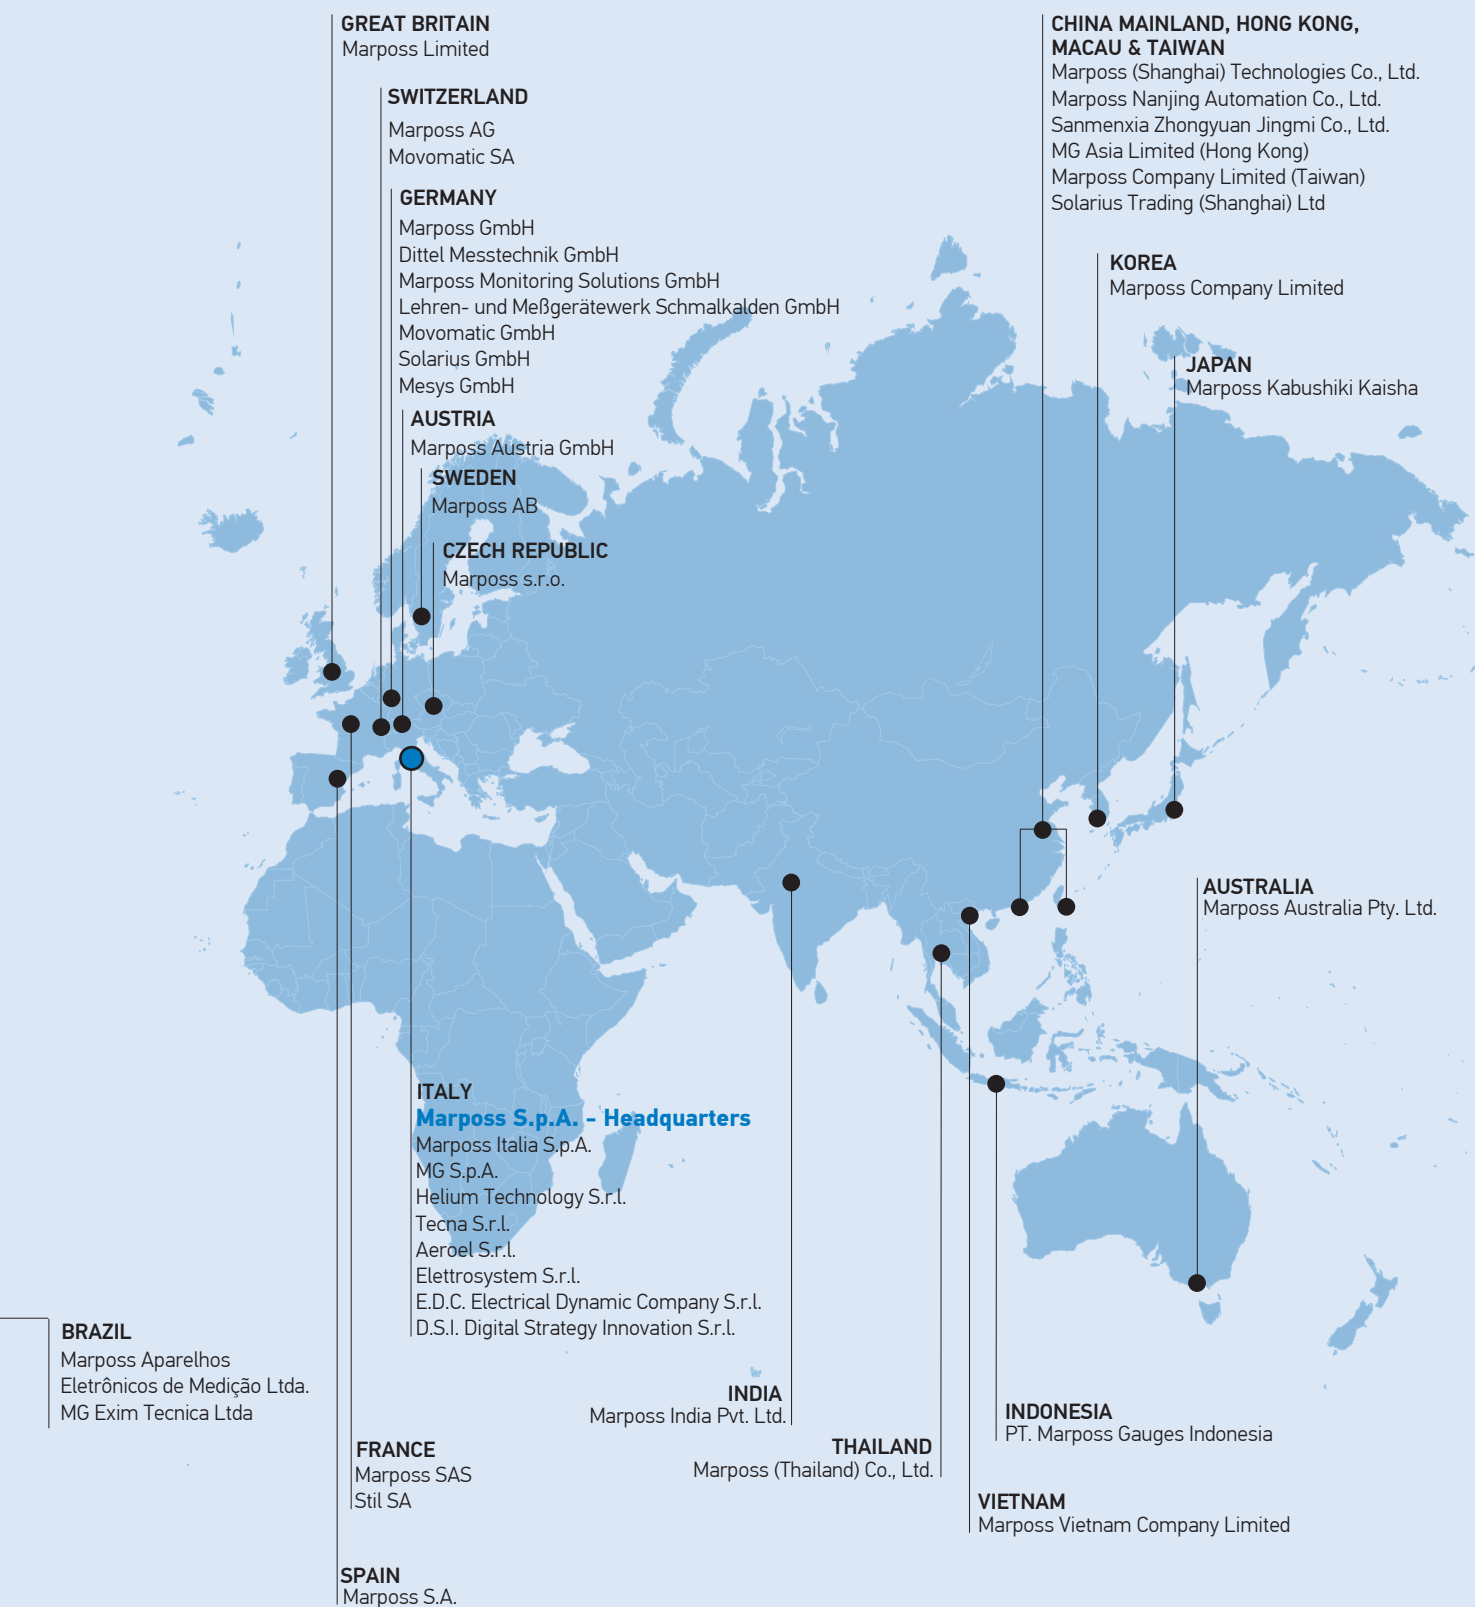 GREAT BRITAIN
Marposs Limited
SWITZERLAND
Marposs AG
Movomatic SA
GERMANY
Marposs GmbH
Dittel Messtechnik GmbH
Marposs Monitoring Solutions GmbH
Lehren- und Meßgerätewerk Schmalkalden GmbH
Movomatic GmbH
Solarius GmbH
Mesys GmbH
AUSTRIA
Marposs Austria GmbH
SWEDEN
Marposs AB
CZECH REPUBLIC
Marposs s.r.o.
CHINA MAINLAND, HONG KONG,
MACAU & TAIWAN
Marposs (Shanghai) Technologies Co., Ltd.
Marposs Nanjing Automation Co., Ltd.
Sanmenxia Zhongyuan Jingmi Co., Ltd.
MG Asia Limited (Hong Kong)
Marposs Company Limited (Taiwan)
Solarius Trading (Shanghai) Ltd
KOREA
Marposs Company Limited
JAPAN
Marposs Kabushiki Kaisha
AUSTRALIA
Marposs Australia Pty. Ltd.
ITALY
Marposs S.p.A. - Headquarters
Marposs Italia S.p.A.
MG S.p.A.
Helium Technology S.r.l.
Tecna S.r.l.
Aeroel S.r.l.
Elettrosystem S.r.l.
E.D.C. Electrical Dynamic Company S.r.l.
D.S.I. Digital Strategy Innovation S.r.l.
BRAZIL
Marposs Aparelhos
Eletrônicos de Medição Ltda.
MG Exim Tecnica Ltda
INDIA
Marposs India Pvt. Ltd.
INDONESIA
PT. Marposs Gauges Indonesia
FRANCE
Marposs SAS
Stil SA
THAILAND
Marposs (Thailand) Co., Ltd.
VIETNAM
Marposs Vietnam Company Limited
SPAIN
Marposs S.A.